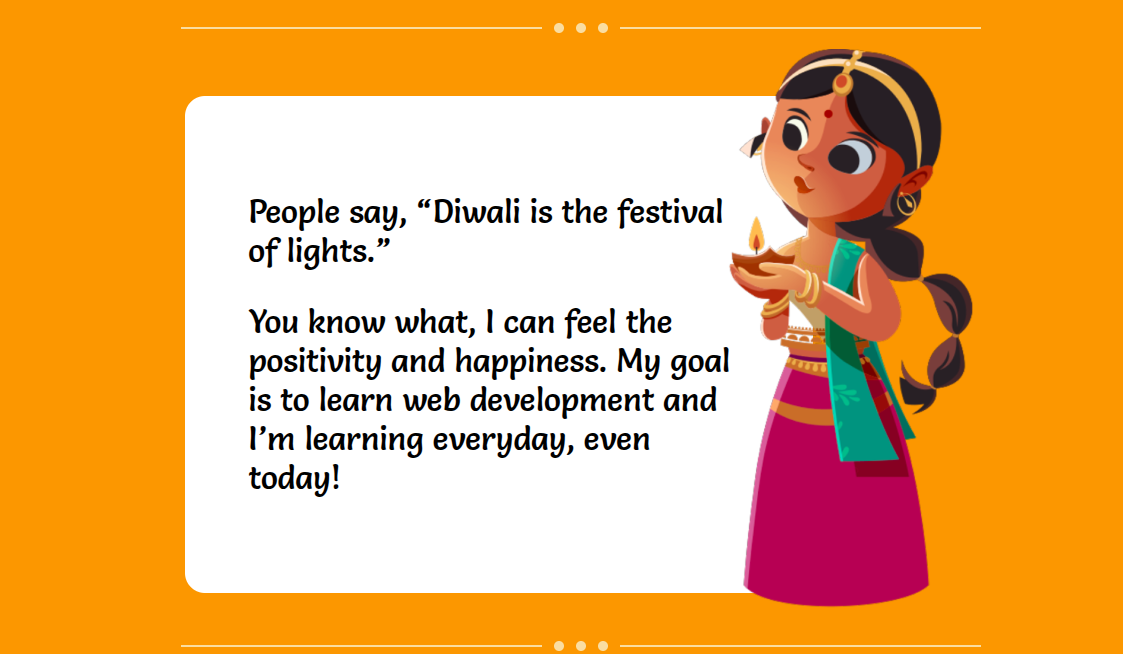 People say, “Diwali is the festival
of lights.”
You know what, I can feel the
positivity and happiness. My goal
is to learn web development and
I’m learning everyday, even
today!